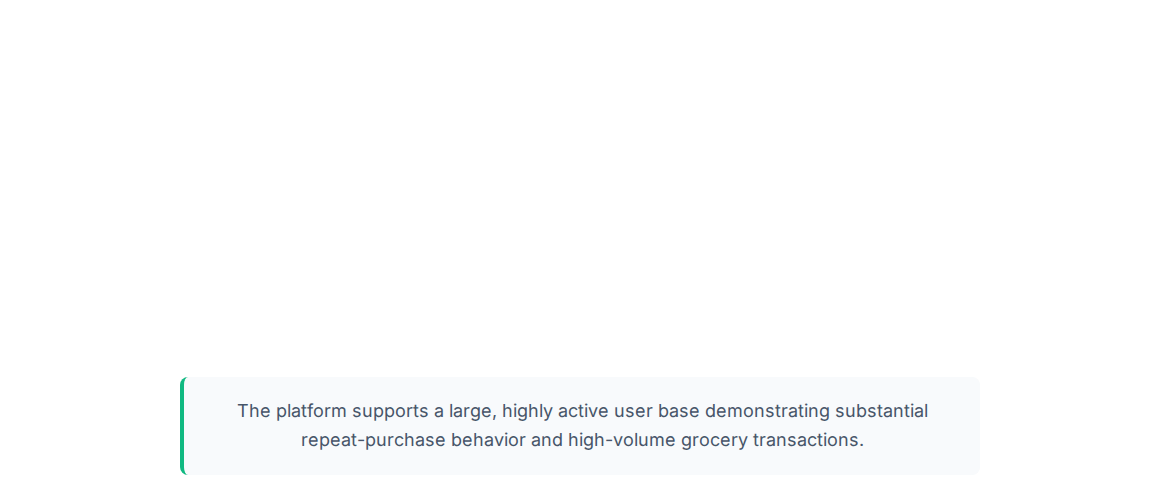 The platform supports a large, highly active user base demonstrating substantial
repeat-purchase behavior and high-volume grocery transactions.